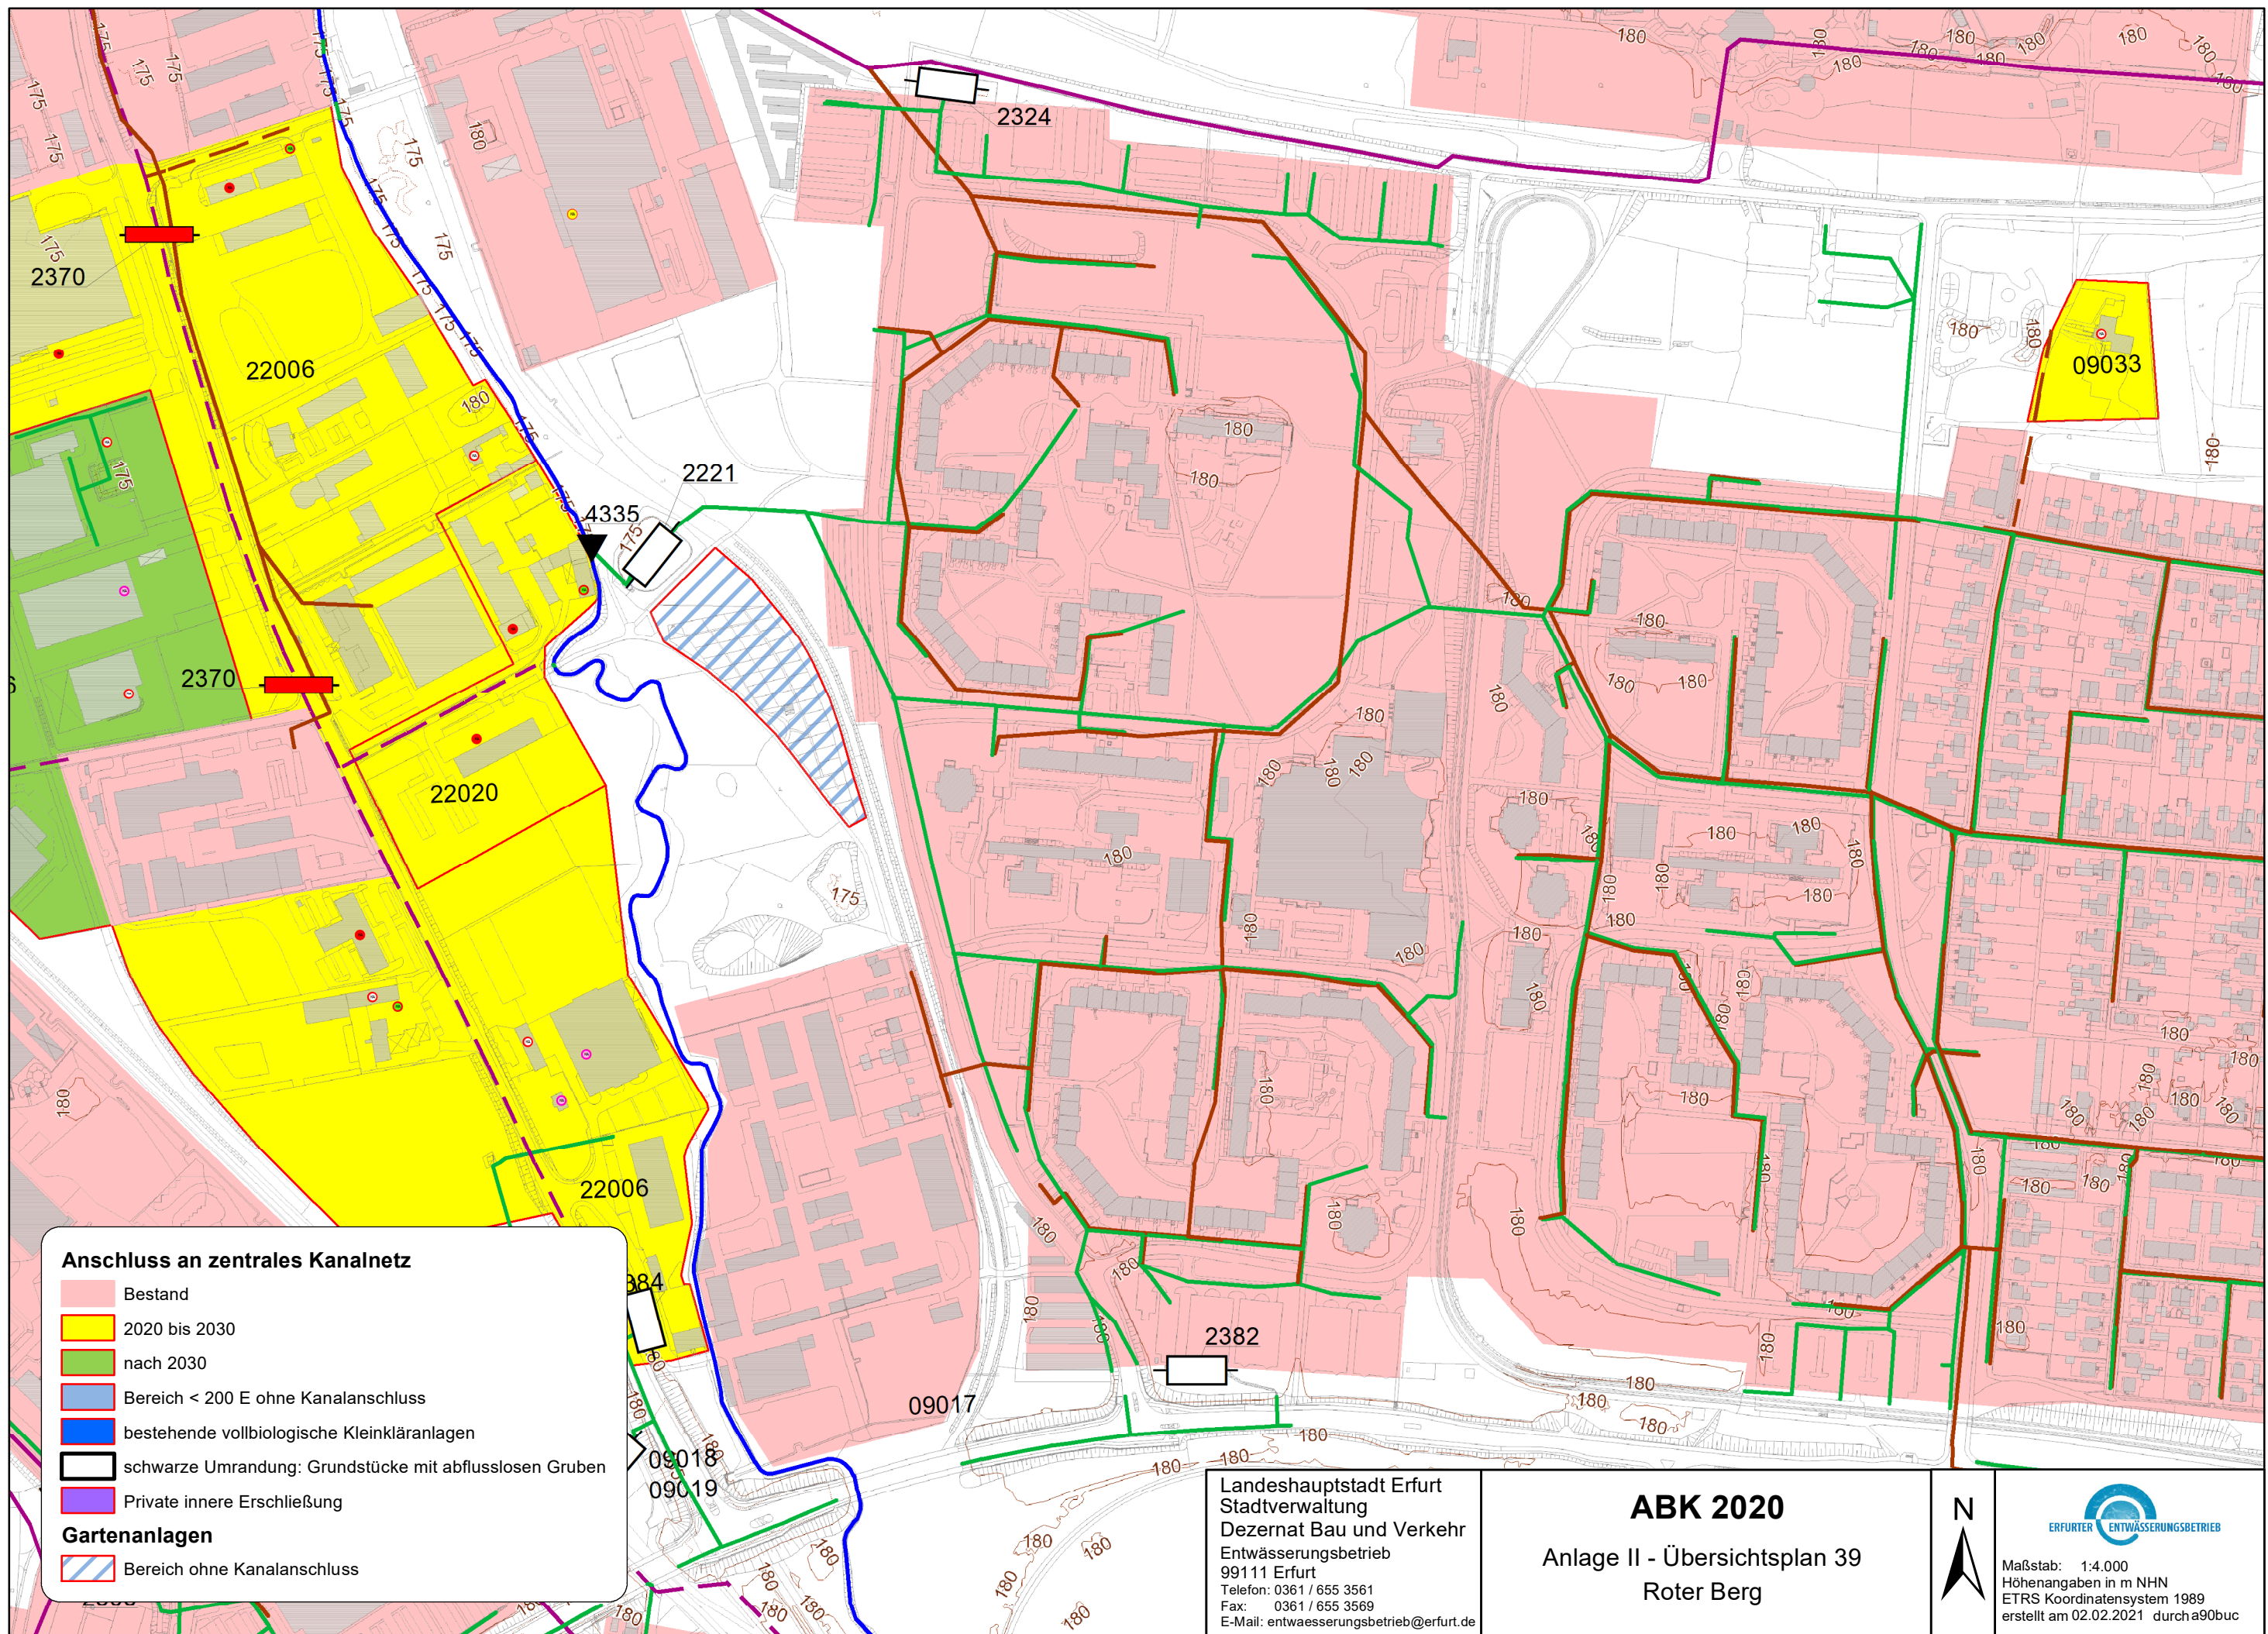 2324
2370
22006
09033
2221
4335
2370
22020
22006
2382
09017
09018
09019
175
180
Anschluss an zentrales Kanalnetz
Bestand
2020 bis 2030
nach 2030
Bereich < 200 E ohne Kanalanschluss
bestehende vollbiologische Kleinkläranlagen
schwarze Umrandung: Grundstücke mit abflusslosen Gruben
Private innere Erschließung
Gartenanlagen
Bereich ohne Kanalanschluss
Landeshauptstadt Erfurt
Stadtverwaltung
Dezernat Bau und Verkehr
Entwässerungsbetrieb
99111 Erfurt
Telefon: 0361 / 655 3561
Fax: 0361 / 655 3569
E-Mail: entwaesserungsbetrieb@erfurt.de
ABK 2020
Anlage II - Übersichtsplan 39
Roter Berg
N
ERFURTER ENTWÄSSERUNGSBETRIEB
Maßstab: 1:4.000
Höhenangaben in m NHN
ETRS Koordinatensystem 1989
erstellt am 02.02.2021 durch a90buc